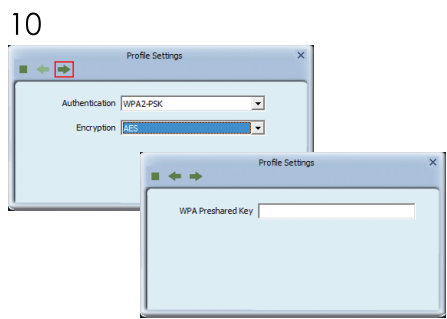 10
Profile Settings
Authentication WPA2-PSK
Encryption AES
Profile Settings
WPA Preshared Key